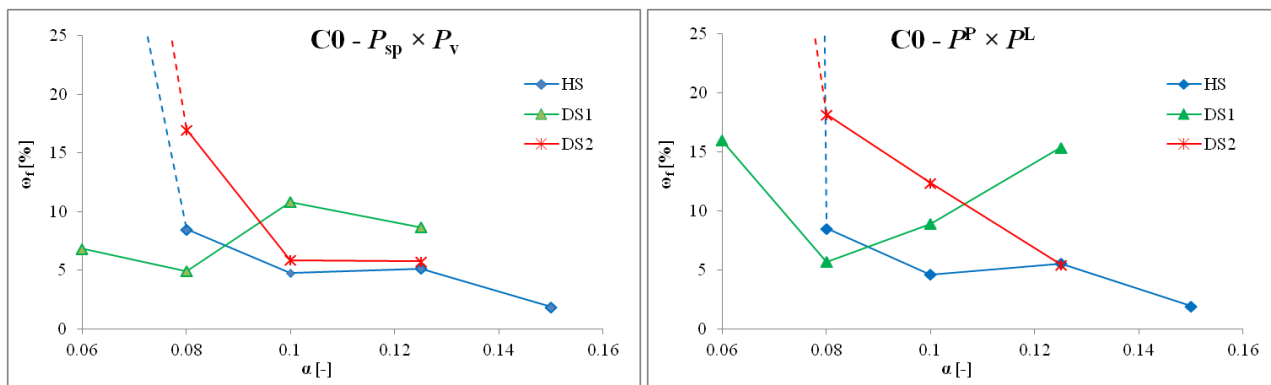 C0 - Psp × Pv
25
20
15
10
5
0
ωf [%]
0.06 0.08 0.1 0.12 0.14 0.16
α [-]
HS
DS1
DS2
C0 - P^P × P^L
25
20
15
10
5
0
ωf [%]
0.06 0.08 0.1 0.12 0.14 0.16
α [-]
HS
DS1
DS2